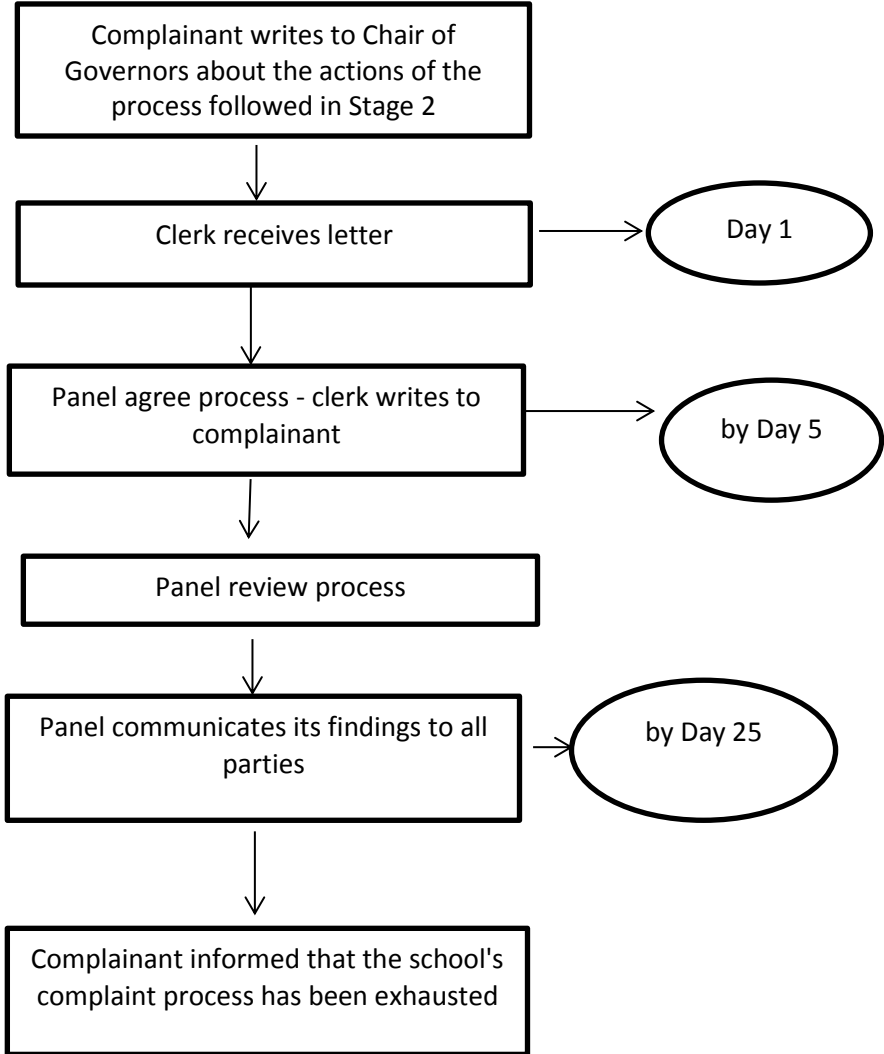 Complainant writes to Chair of
Governors about the actions of the
process followed in Stage 2
Clerk receives letter
Day 1
Panel agree process - clerk writes to
complainant
by Day 5
Panel review process
Panel communicates its findings to all
parties
by Day 25
Complainant informed that the school's
complaint process has been exhausted